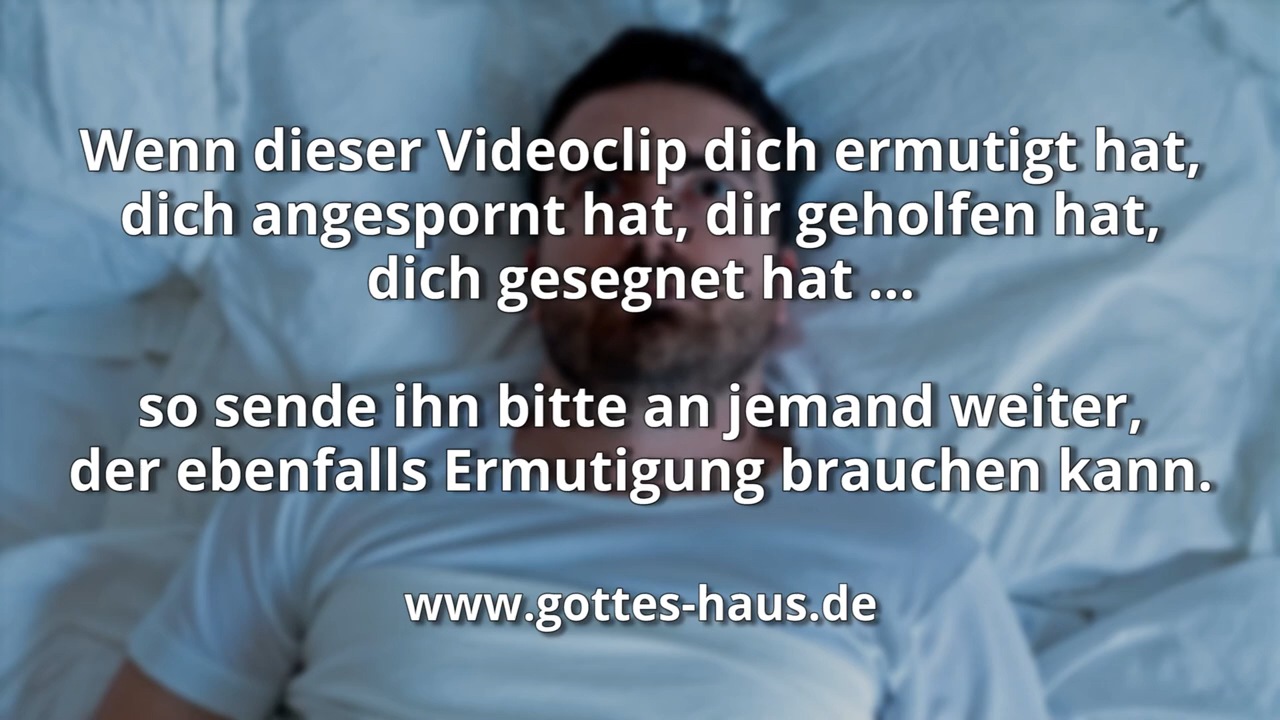 Wenn dieser Videoclip dich ermutigt hat,
dich angespornt hat, dir geholfen hat,
dich gesegnet hat ...
so sende ihn bitte an jemand weiter,
der ebenfalls Ermutigung brauchen kann.
www.gottes-haus.de